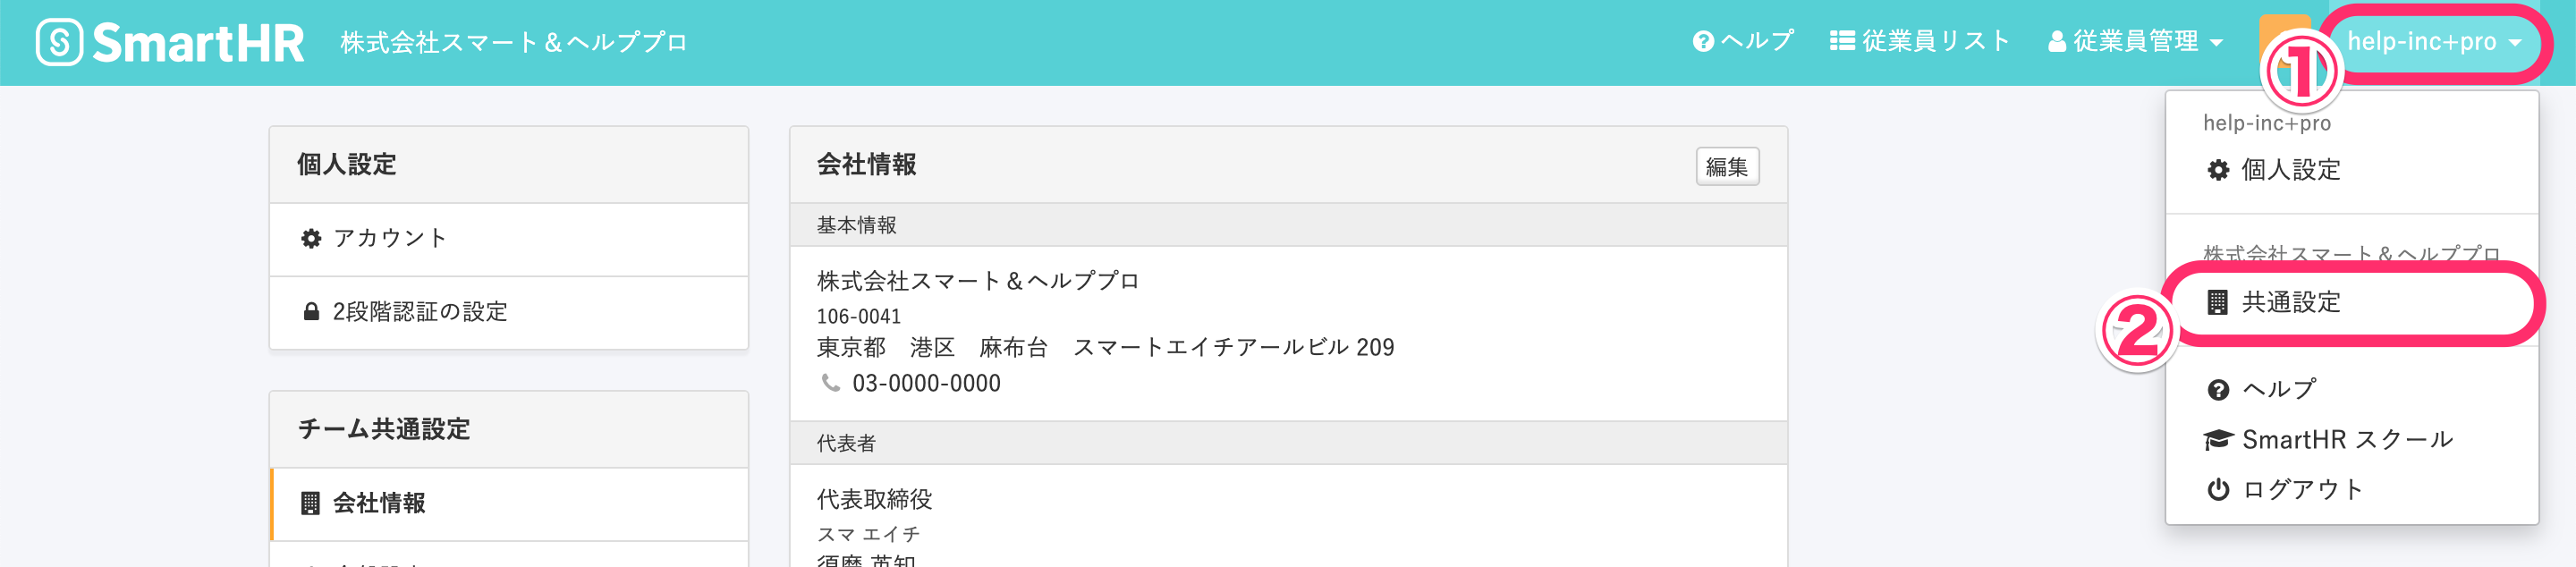 SmartHR 株式会社スマート＆ヘルププロ ヘルプ 従業員リスト 従業員管理 ① help-inc+pro
help-inc+pro
個人設定
株式会社スマート＆ヘルププロ
② 共通設定
ヘルプ
SmartHR スクール
ログアウト
個人設定
アカウント
2段階認証の設定
チーム共通設定
会社情報
会社情報 編集
基本情報
株式会社スマート＆ヘルププロ
106-0041
東京都　港区　麻布台　スマートエイチアールビル 209
03-0000-0000
代表者
代表取締役
スマ エイチ
須磨 英知